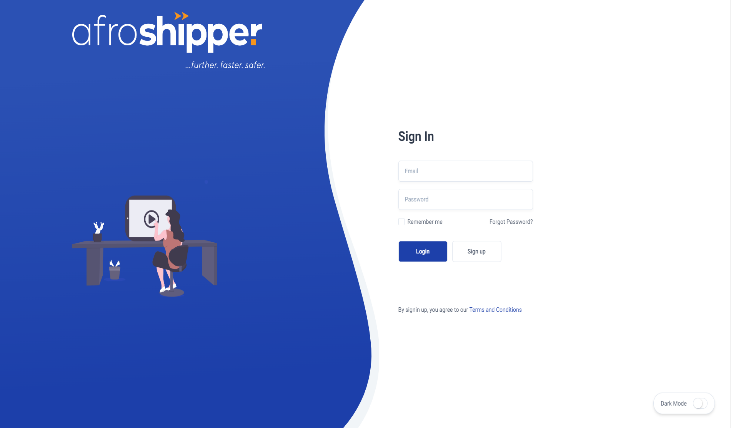 afroshipper
...further. faster. safer.
Sign In
Email
Password
Remember me
Forgot Password?
Login
Sign up
By signin up, you agree to our Terms and Conditions
Dark Mode